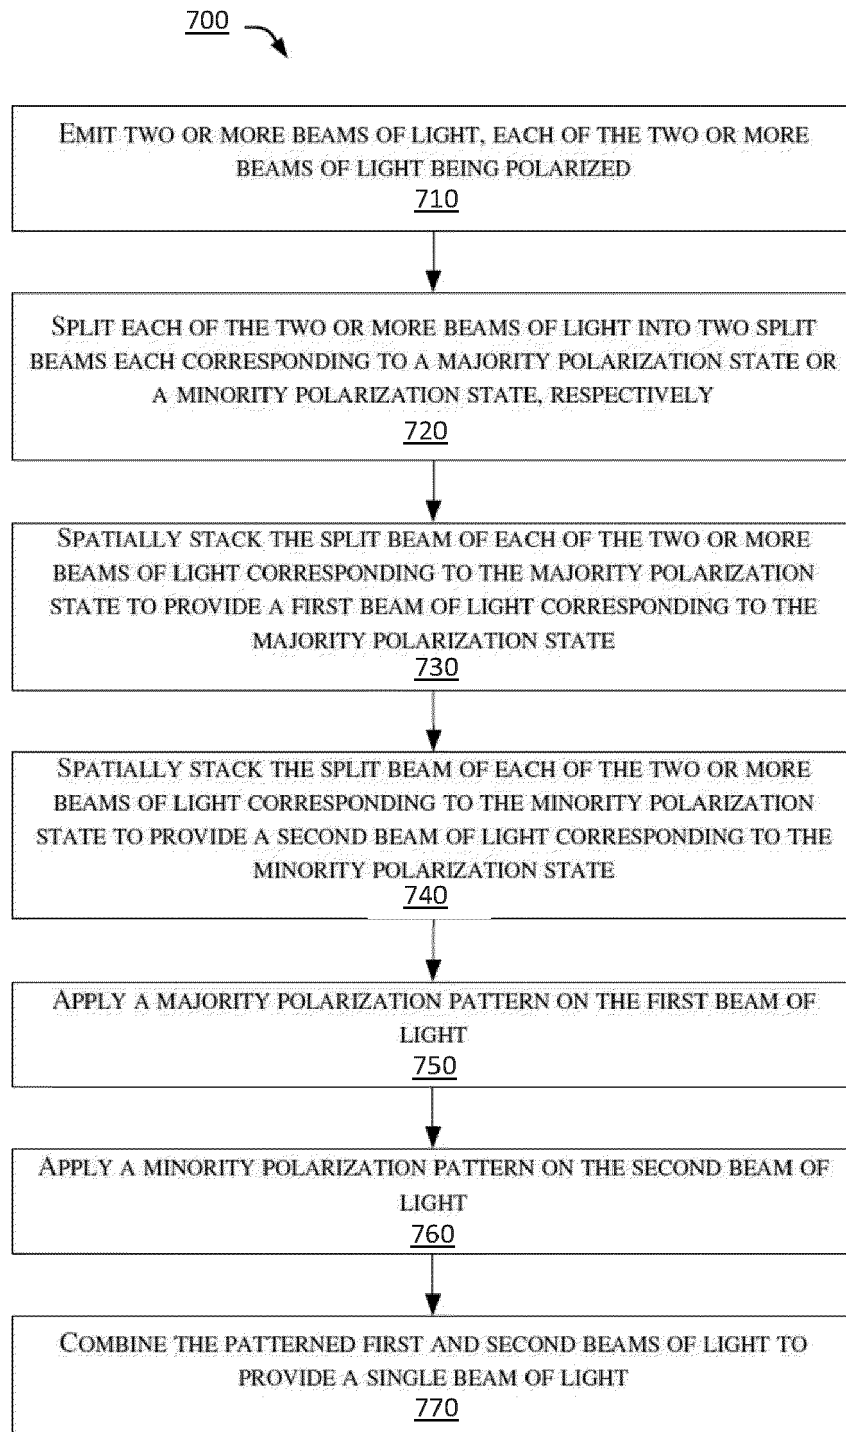 700
EMIT TWO OR MORE BEAMS OF LIGHT, EACH OF THE TWO OR MORE
BEAMS OF LIGHT BEING POLARIZED
710
SPLIT EACH OF THE TWO OR MORE BEAMS OF LIGHT INTO TWO SPLIT
BEAMS EACH CORRESPONDING TO A MAJORITY POLARIZATION STATE OR
A MINORITY POLARIZATION STATE, RESPECTIVELY
720
SPATIALLY STACK THE SPLIT BEAM OF EACH OF THE TWO OR MORE
BEAMS OF LIGHT CORRESPONDING TO THE MAJORITY POLARIZATION
STATE TO PROVIDE A FIRST BEAM OF LIGHT CORRESPONDING TO THE
MAJORITY POLARIZATION STATE
730
SPATIALLY STACK THE SPLIT BEAM OF EACH OF THE TWO OR MORE
BEAMS OF LIGHT CORRESPONDING TO THE MINORITY POLARIZATION
STATE TO PROVIDE A SECOND BEAM OF LIGHT CORRESPONDING TO THE
MINORITY POLARIZATION STATE
740
APPLY A MAJORITY POLARIZATION PATTERN ON THE FIRST BEAM OF
LIGHT
750
APPLY A MINORITY POLARIZATION PATTERN ON THE SECOND BEAM OF
LIGHT
760
COMBINE THE PATTERNED FIRST AND SECOND BEAMS OF LIGHT TO
PROVIDE A SINGLE BEAM OF LIGHT
770